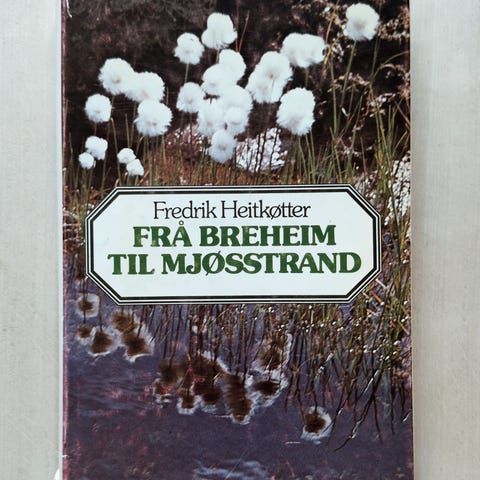 Fredrik Heitkøtter
FRÅ BREHEIM
TIL MJØSSTRAND